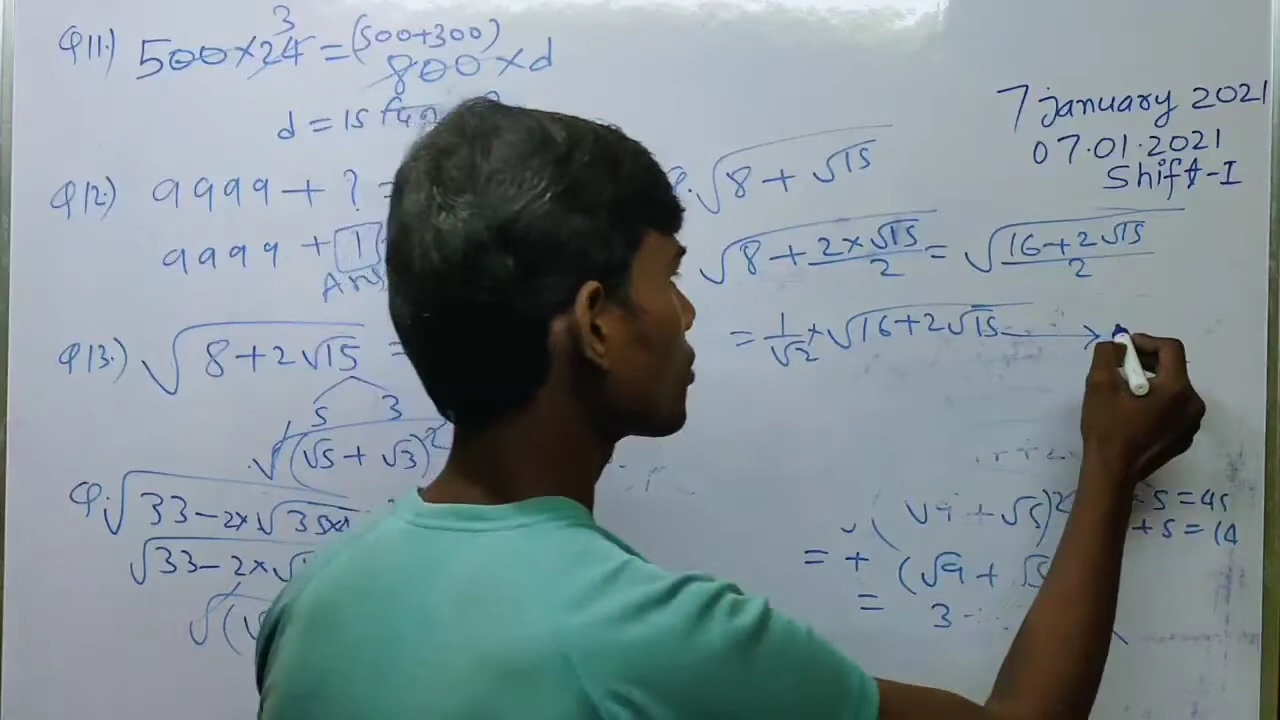 Q11.) 500×24 3 = (500+300) 800 × d
d = 15
Q12.) 9999 + ? =
9999 + 1
Ans
Q13.) √8+2√15 =
5 3
√(√5 + √3)²
Q. √33-2×√35×
√33-2×√
√(√
7 January 2021
07.01.2021
Shift-I
√8 + √15
√8 + 2×√15/2 = √16+2√15/2
= 1/√2 × √16+2√15 →
(√9 + √5)² 5 = 45
+ 5 = 14
= + (√9 + √5
= 3